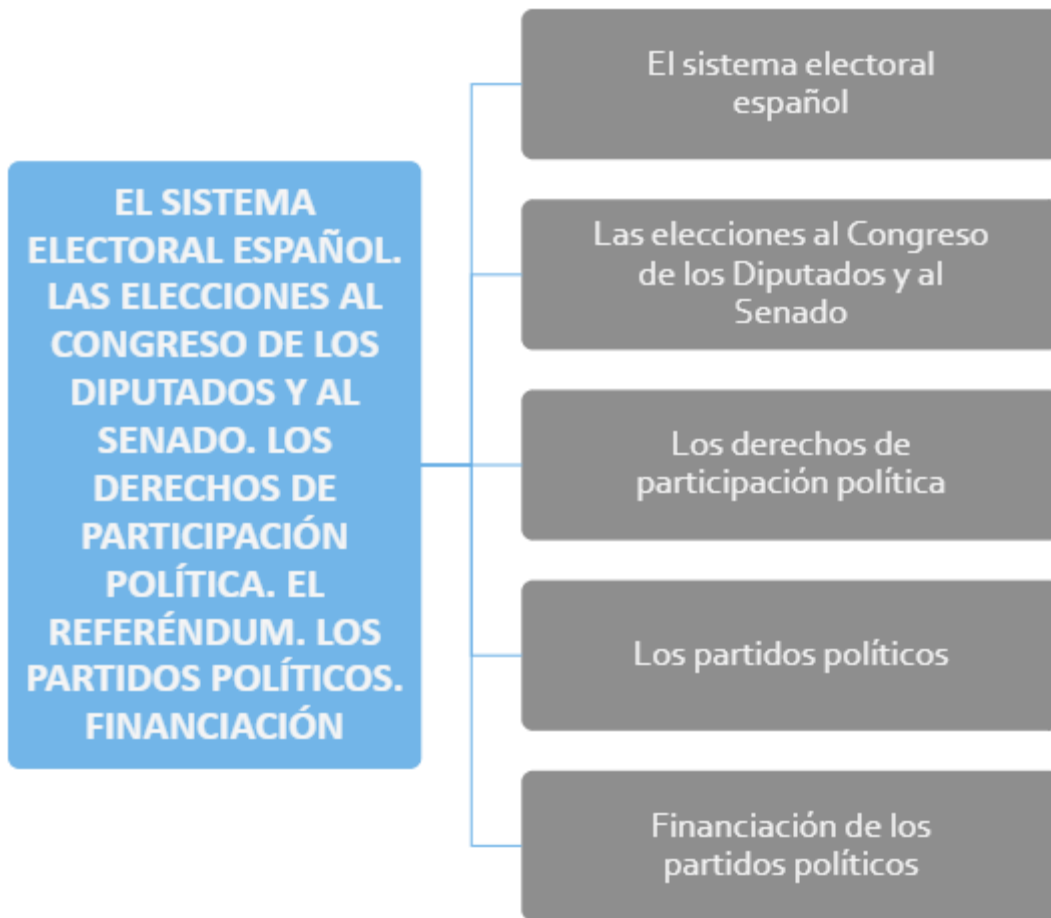 EL SISTEMA
ELECTORAL ESPAÑOL.
LAS ELECCIONES AL
CONGRESO DE LOS
DIPUTADOS Y AL
SENADO. LOS
DERECHOS DE
PARTICIPACIÓN
POLÍTICA. EL
REFERÉNDUM. LOS
PARTIDOS POLÍTICOS.
FINANCIACIÓN
El sistema electoral
español
Las elecciones al Congreso
de los Diputados y al
Senado
Los derechos de
participación política
Los partidos políticos
Financiación de los
partidos políticos